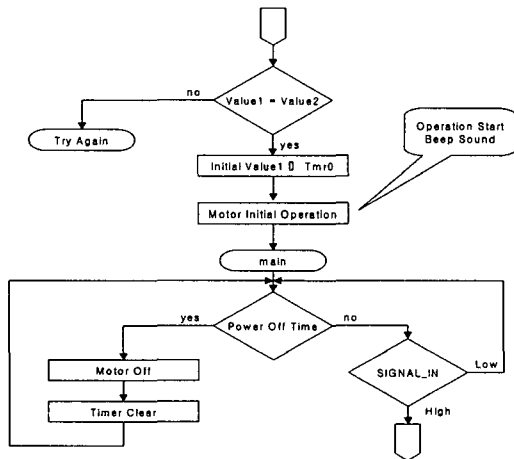 no
Value1 = Value2
Try Again
yes
Operation Start
Beep Sound
Initial Value1 ▯ Tmr0
Motor Initial Operation
main
yes
Power Off Time
no
Motor Off
SIGNAL_IN
Low
Timer Clear
High